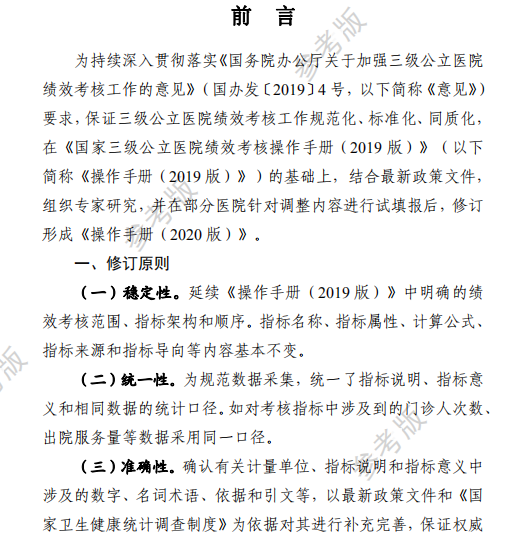 前 言
为持续深入贯彻落实《国务院办公厅关于加强三级公立医院
绩效考核工作的意见》（国办发〔2019〕4 号，以下简称《意见》）
要求，保证三级公立医院绩效考核工作规范化、标准化、同质化，
在《国家三级公立医院绩效考核操作手册（2019 版）》（以下
简称《操作手册（2019 版）》）的基础上，结合最新政策文件，
组织专家研究，并在部分医院针对调整内容进行试填报后，修订
形成《操作手册（2020 版）》。
一、修订原则
（一）稳定性。延续《操作手册（2019 版）》中明确的绩
效考核范围、指标架构和顺序。指标名称、指标属性、计算公式、
指标来源和指标导向等内容基本不变。
（二）统一性。为规范数据采集，统一了指标说明、指标意
义和相同数据的统计口径。如对考核指标中涉及到的门诊人次数、
出院服务量等数据采用同一口径。
（三）准确性。确认有关计量单位、指标说明和指标意义中
涉及的数字、名词术语、依据和引文等，以最新政策文件和《国
家卫生健康统计调查制度》为依据对其进行补充完善，保证权威
参考版
参考版
参考版
参考版